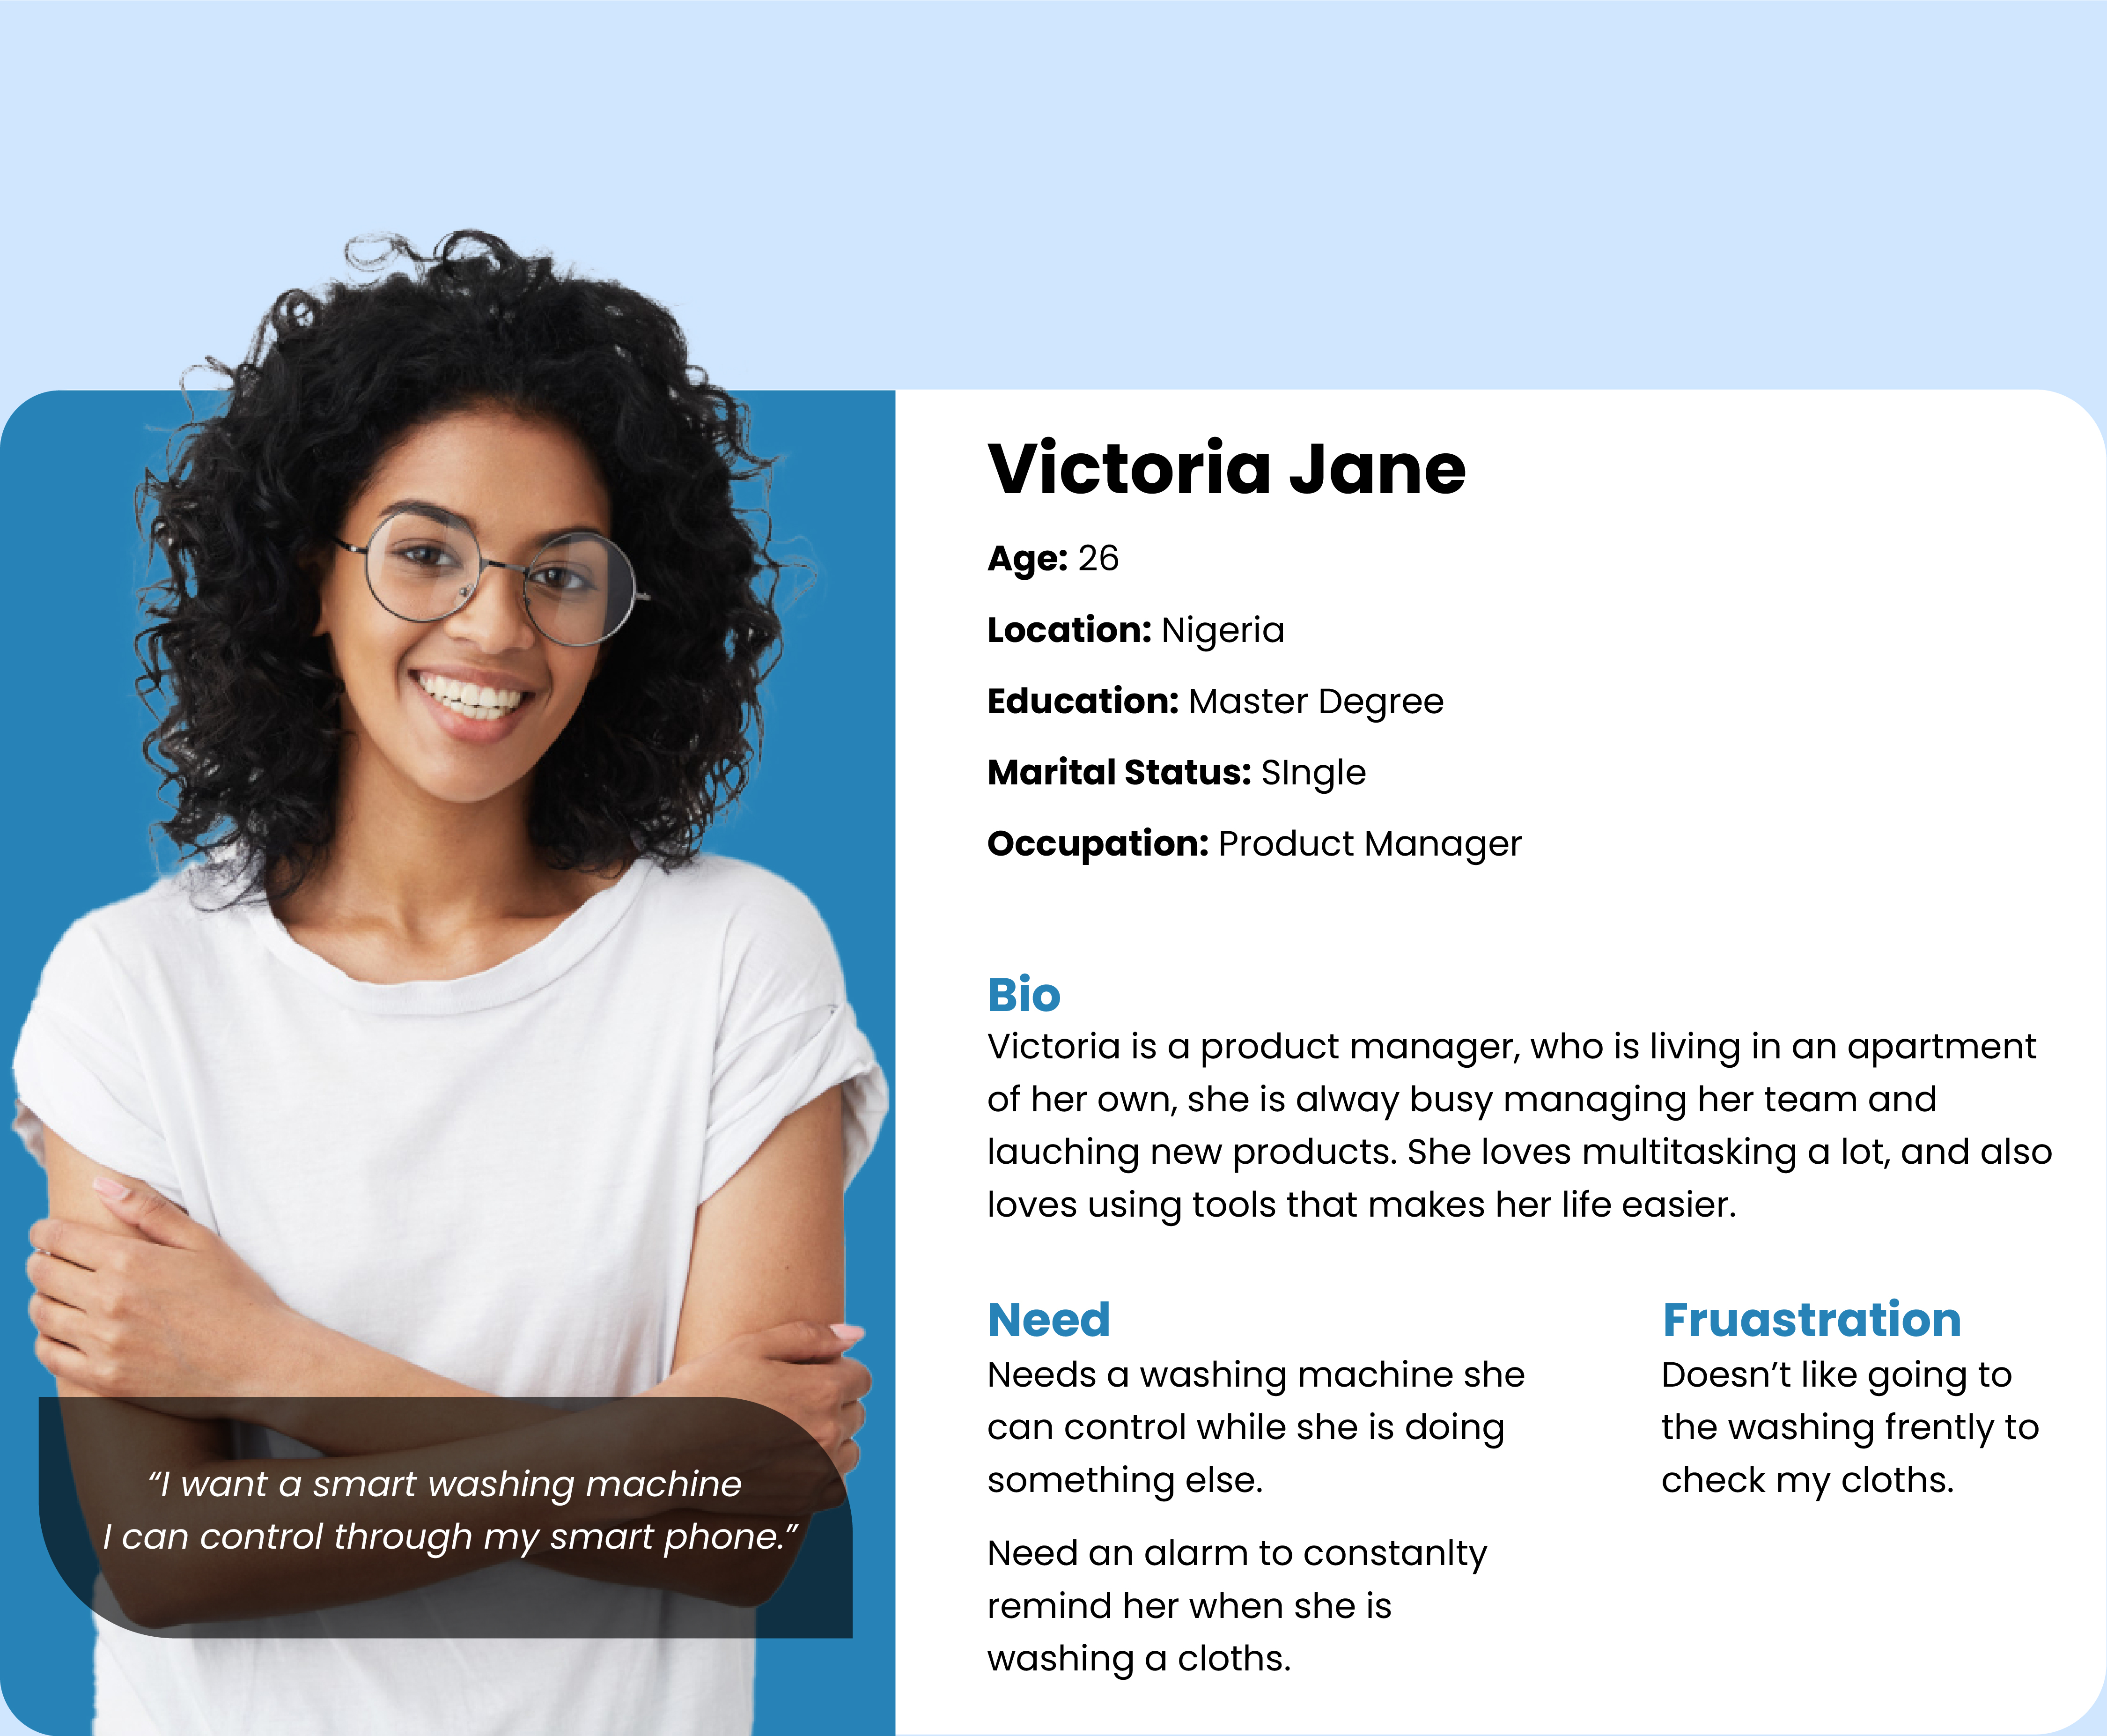 Victoria Jane
Age: 26
Location: Nigeria
Education: Master Degree
Marital Status: SIngle
Occupation: Product Manager
Bio
Victoria is a product manager, who is living in an apartment
of her own, she is alway busy managing her team and
lauching new products. She loves multitasking a lot, and also
loves using tools that makes her life easier.
Need
Needs a washing machine she
can control while she is doing
something else.
Need an alarm to constanlty
remind her when she is
washing a cloths.
Fruastration
Doesn’t like going to
the washing frently to
check my cloths.
“I want a smart washing machine
I can control through my smart phone.”